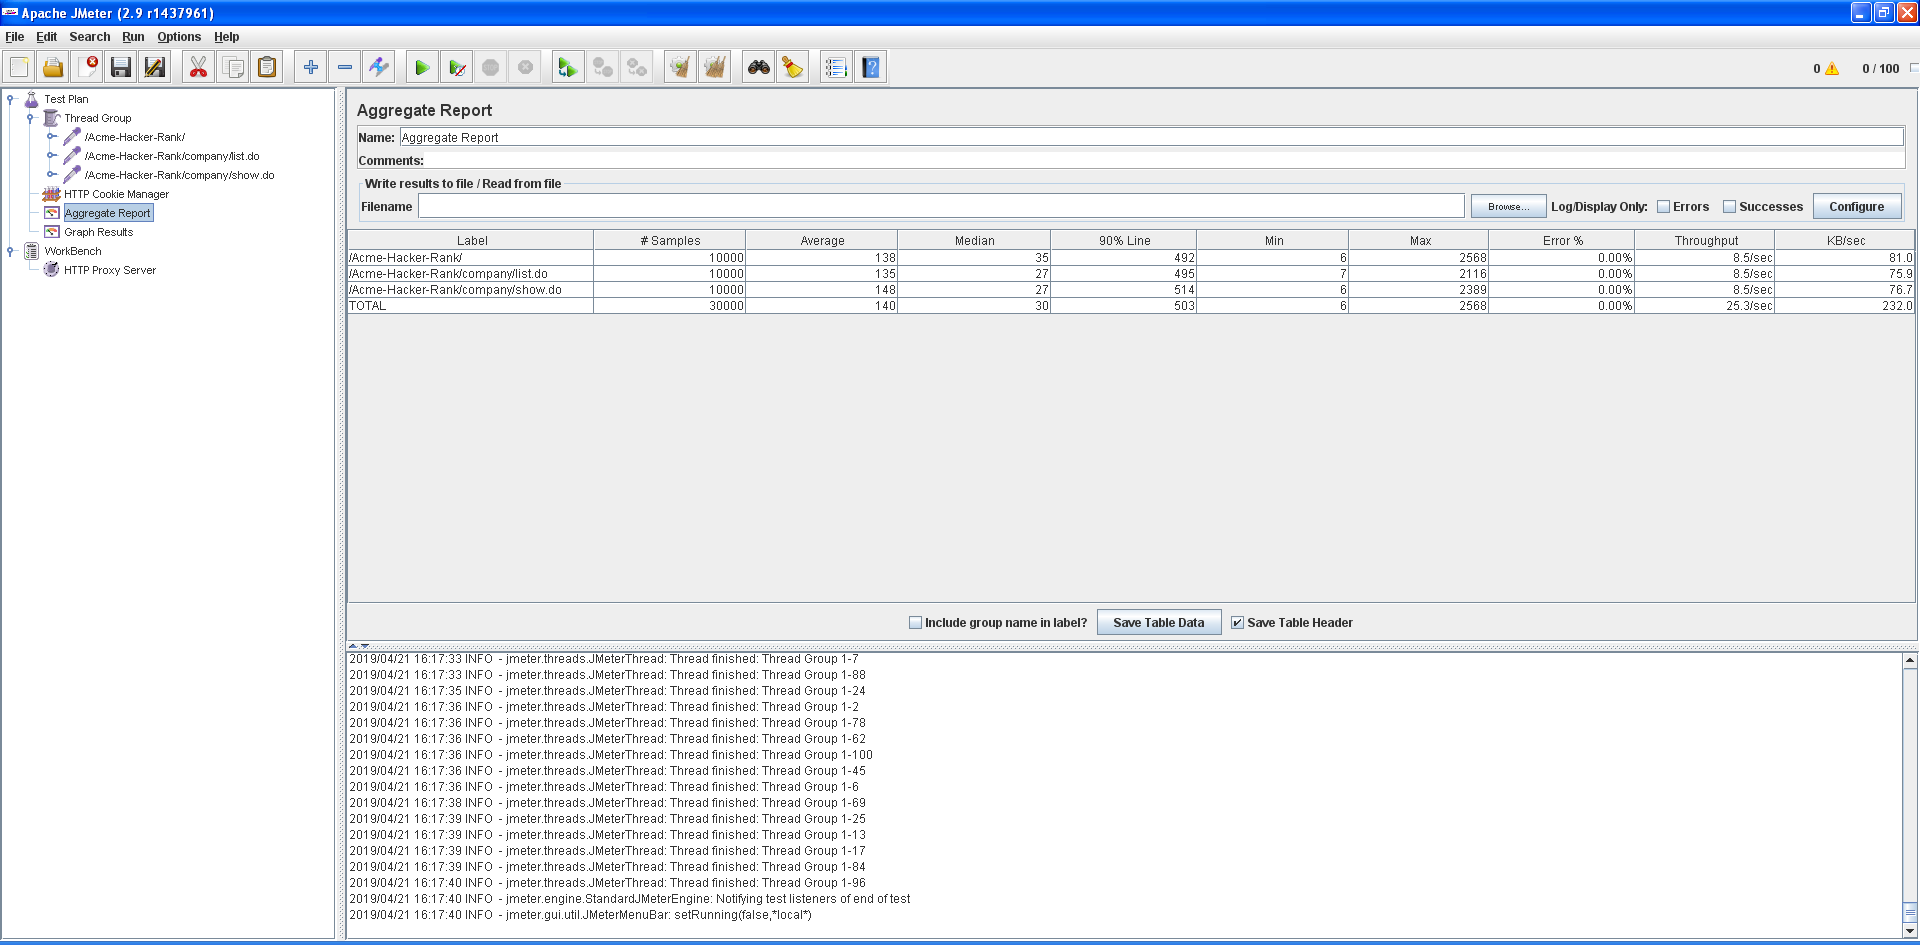 Apache JMeter (2.9 r1437961)
File Edit Search Run Options Help
0 0 / 100
Test Plan
Thread Group
/Acme-Hacker-Rank/
/Acme-Hacker-Rank/company/list.do
/Acme-Hacker-Rank/company/show.do
HTTP Cookie Manager
Aggregate Report
Graph Results
WorkBench
HTTP Proxy Server
Aggregate Report
Name: Aggregate Report
Comments:
Write results to file / Read from file
Filename Browse... Log/Display Only: Errors Successes Configure
Label # Samples Average Median 90% Line Min Max Error % Throughput KB/sec
/Acme-Hacker-Rank/ 10000 138 35 492 6 2568 0.00% 8.5/sec 81.0
/Acme-Hacker-Rank/company/list.do 10000 135 27 495 7 2116 0.00% 8.5/sec 75.9
/Acme-Hacker-Rank/company/show.do 10000 148 27 514 6 2389 0.00% 8.5/sec 76.7
TOTAL 30000 140 30 503 6 2568 0.00% 25.3/sec 232.0
Include group name in label? Save Table Data Save Table Header
2019/04/21 16:17:33 INFO - jmeter.threads.JMeterThread: Thread finished: Thread Group 1-7
2019/04/21 16:17:33 INFO - jmeter.threads.JMeterThread: Thread finished: Thread Group 1-88
2019/04/21 16:17:35 INFO - jmeter.threads.JMeterThread: Thread finished: Thread Group 1-24
2019/04/21 16:17:36 INFO - jmeter.threads.JMeterThread: Thread finished: Thread Group 1-2
2019/04/21 16:17:36 INFO - jmeter.threads.JMeterThread: Thread finished: Thread Group 1-78
2019/04/21 16:17:36 INFO - jmeter.threads.JMeterThread: Thread finished: Thread Group 1-62
2019/04/21 16:17:36 INFO - jmeter.threads.JMeterThread: Thread finished: Thread Group 1-100
2019/04/21 16:17:36 INFO - jmeter.threads.JMeterThread: Thread finished: Thread Group 1-45
2019/04/21 16:17:36 INFO - jmeter.threads.JMeterThread: Thread finished: Thread Group 1-6
2019/04/21 16:17:38 INFO - jmeter.threads.JMeterThread: Thread finished: Thread Group 1-69
2019/04/21 16:17:39 INFO - jmeter.threads.JMeterThread: Thread finished: Thread Group 1-25
2019/04/21 16:17:39 INFO - jmeter.threads.JMeterThread: Thread finished: Thread Group 1-13
2019/04/21 16:17:39 INFO - jmeter.threads.JMeterThread: Thread finished: Thread Group 1-17
2019/04/21 16:17:39 INFO - jmeter.threads.JMeterThread: Thread finished: Thread Group 1-84
2019/04/21 16:17:40 INFO - jmeter.threads.JMeterThread: Thread finished: Thread Group 1-96
2019/04/21 16:17:40 INFO - jmeter.engine.StandardJMeterEngine: Notifying test listeners of end of test
2019/04/21 16:17:40 INFO - jmeter.gui.util.JMeterMenuBar: setRunning(false,*local*)